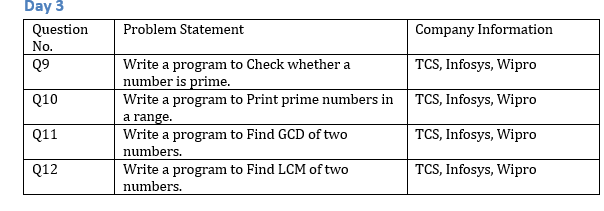 Day 3
Question No. Problem Statement Company Information
Q9 Write a program to Check whether a number is prime. TCS, Infosys, Wipro
Q10 Write a program to Print prime numbers in a range. TCS, Infosys, Wipro
Q11 Write a program to Find GCD of two numbers. TCS, Infosys, Wipro
Q12 Write a program to Find LCM of two numbers. TCS, Infosys, Wipro